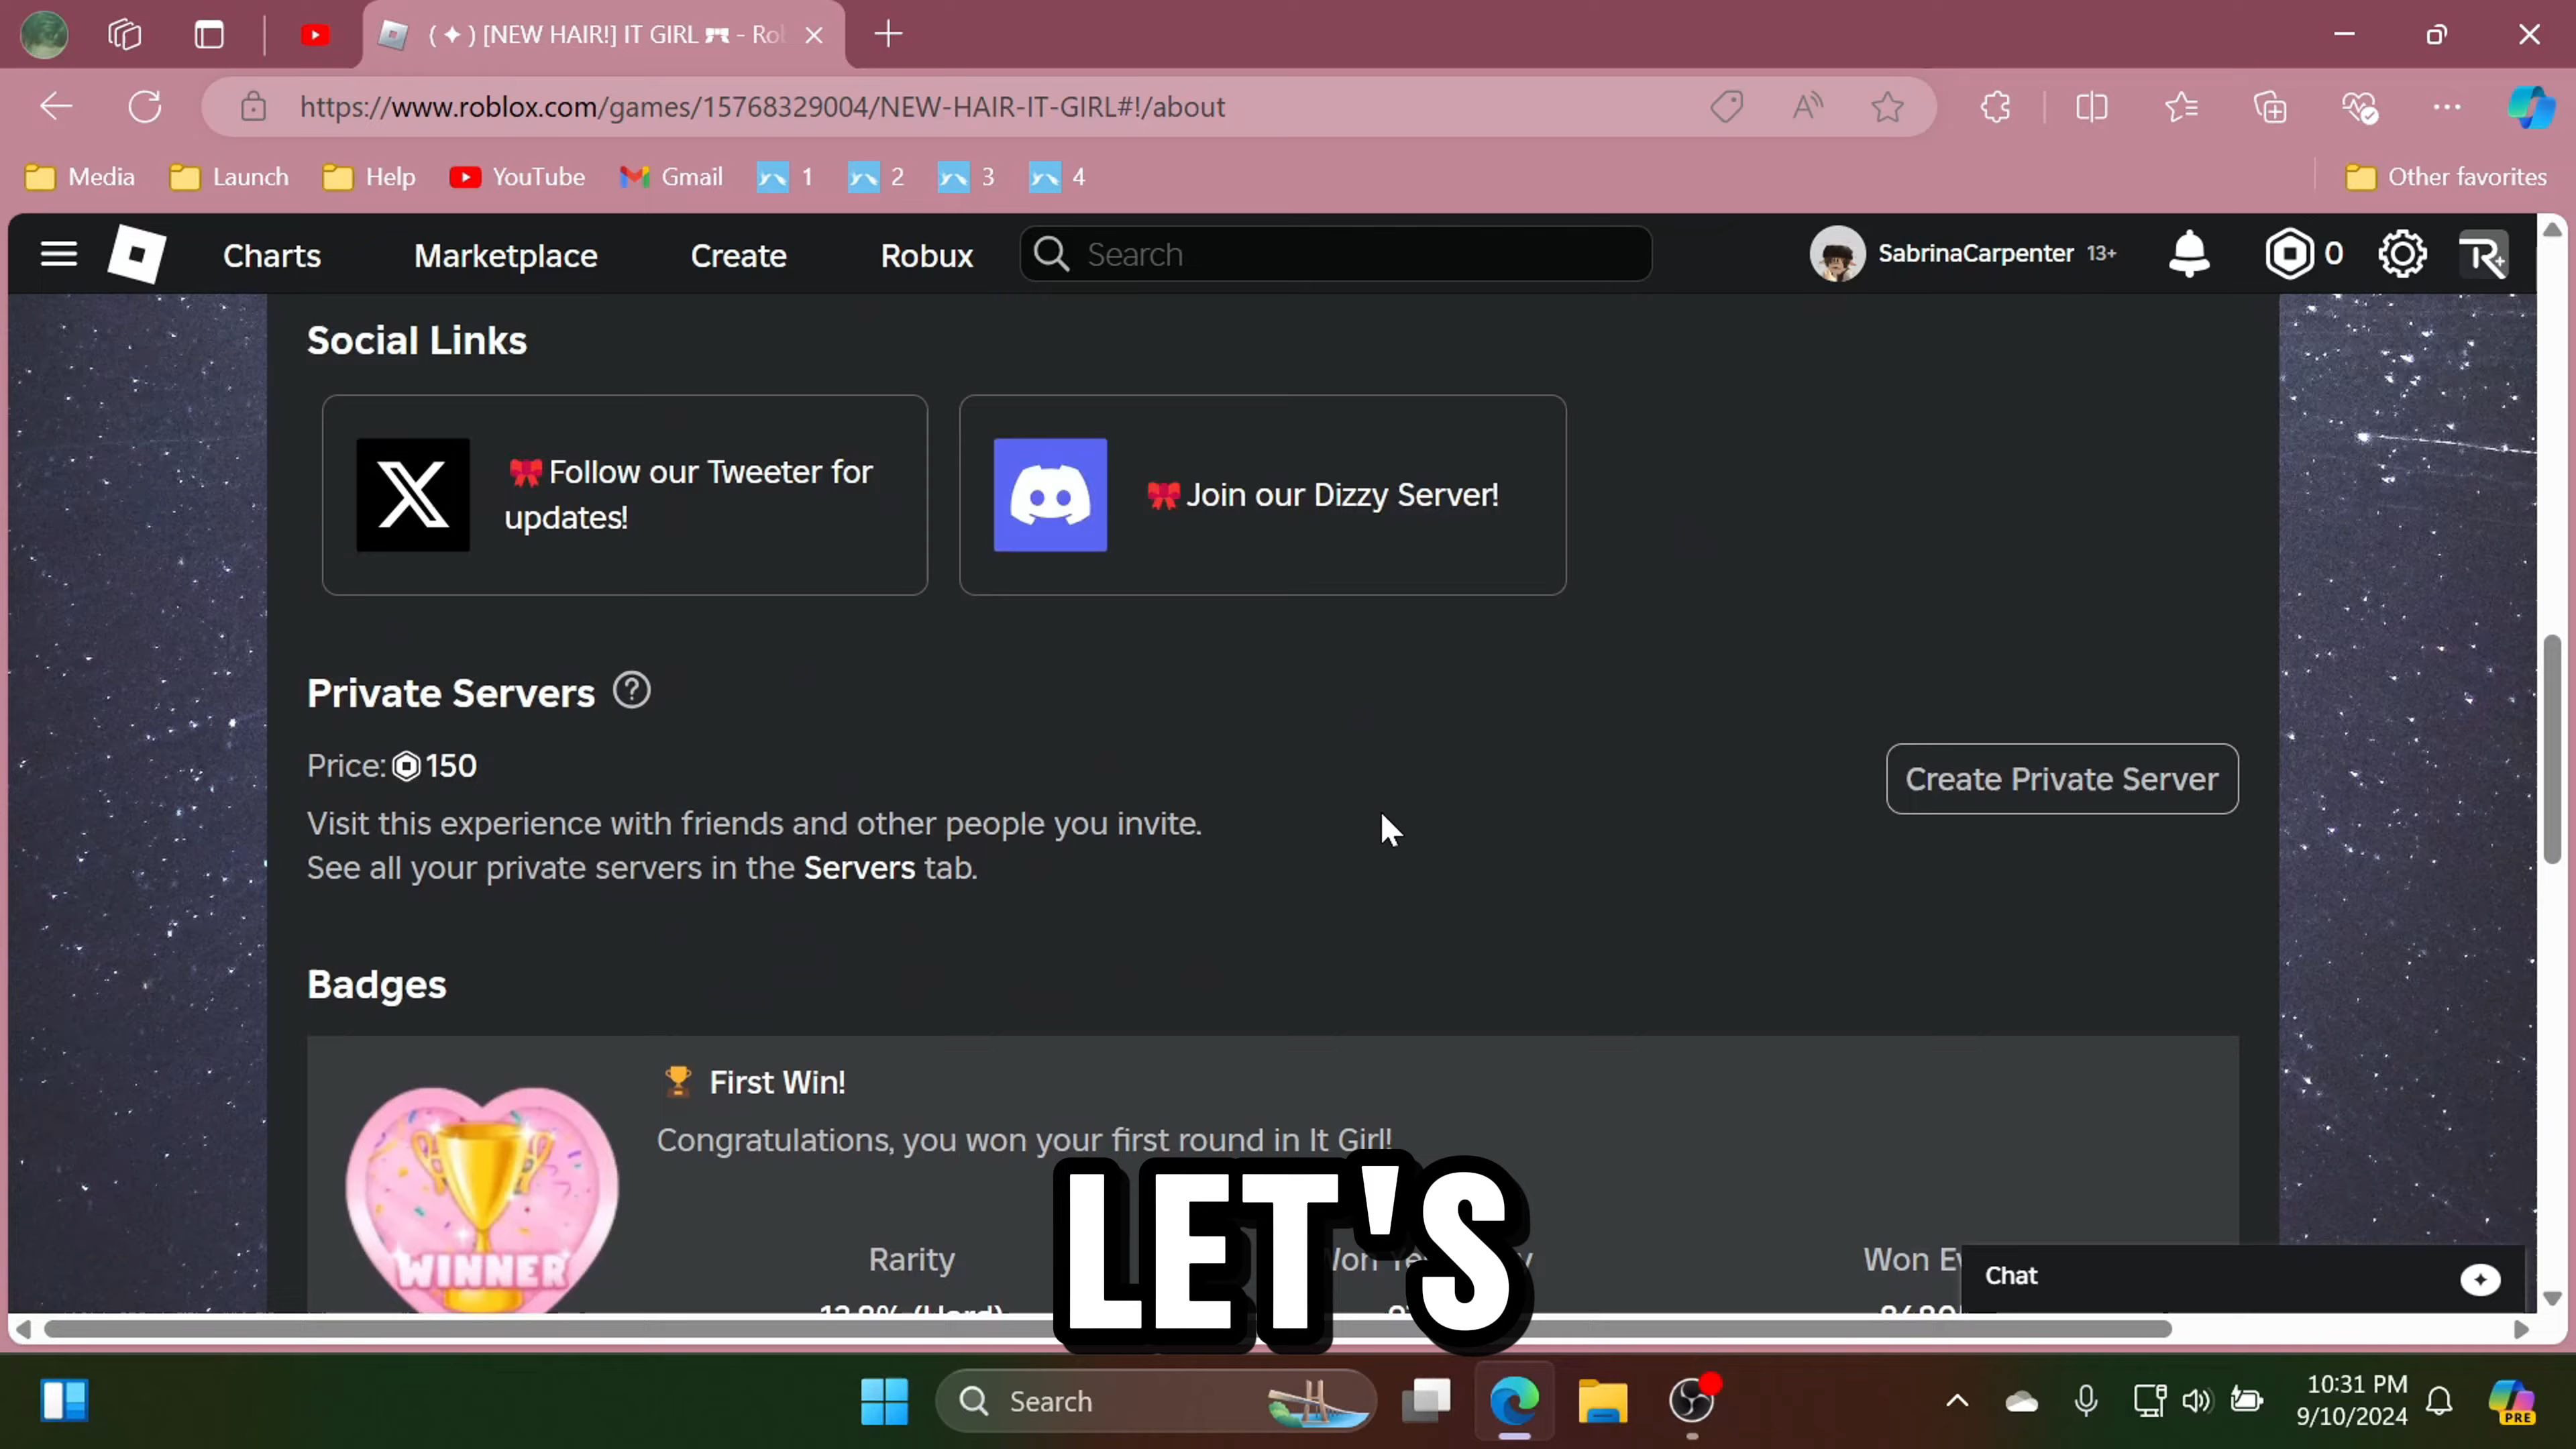 ( ✦ ) [NEW HAIR!] IT GIRL - Rob
https://www.roblox.com/games/15768329004/NEW-HAIR-IT-GIRL#!/about
Media Launch Help YouTube Gmail 1 2 3 4 Other favorites
Charts Marketplace Create Robux Search SabrinaCarpenter 13+ 0
Social Links
🎀Follow our Tweeter for
updates!
🎀Join our Dizzy Server!
Private Servers
Price: 150
Create Private Server
Visit this experience with friends and other people you invite.
See all your private servers in the Servers tab.
Badges
🏆 First Win!
Congratulations, you won your first round in It Girl!
WINNER
Rarity Won
LET'S
Chat
Search
10:31 PM
9/10/2024
PRE